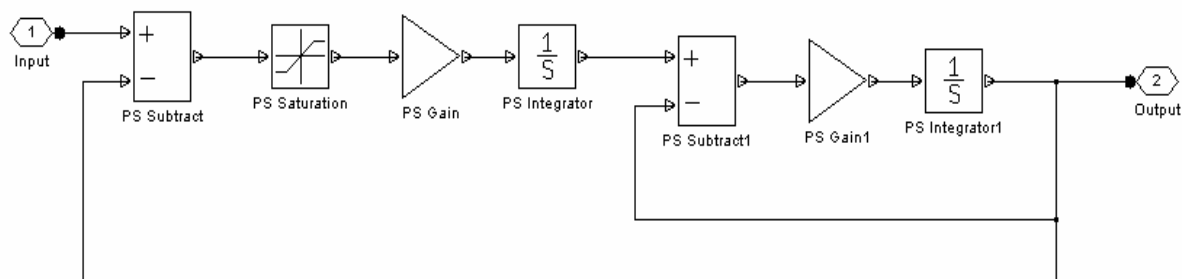 1
Input
+
−
PS Subtract
PS Saturation
PS Gain
1
S
PS Integrator
+
−
PS Subtract1
PS Gain1
1
S
PS Integrator1
2
Output